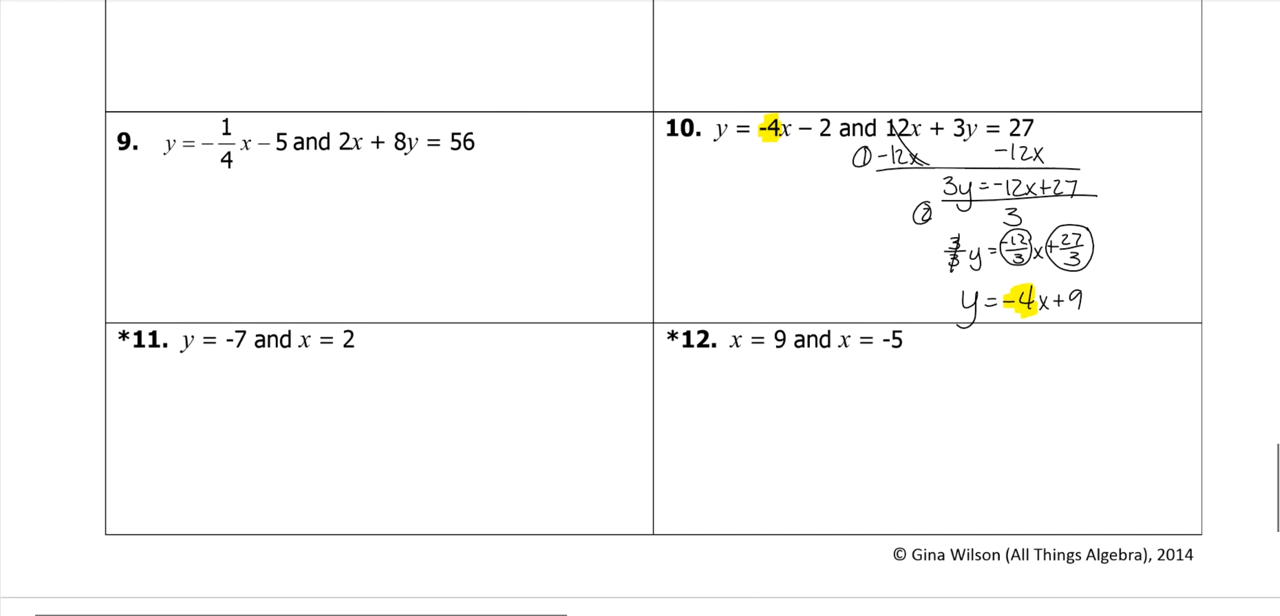 9. y = -1/4 x - 5 and 2x + 8y = 56
10. y = -4x – 2 and 12x + 3y = 27
① -12x -12x
3y = -12x+27
② 3
3/3 y = -12/3 x + 27/3
y = -4x+9
*11. y = -7 and x = 2
*12. x = 9 and x = -5
© Gina Wilson (All Things Algebra), 2014